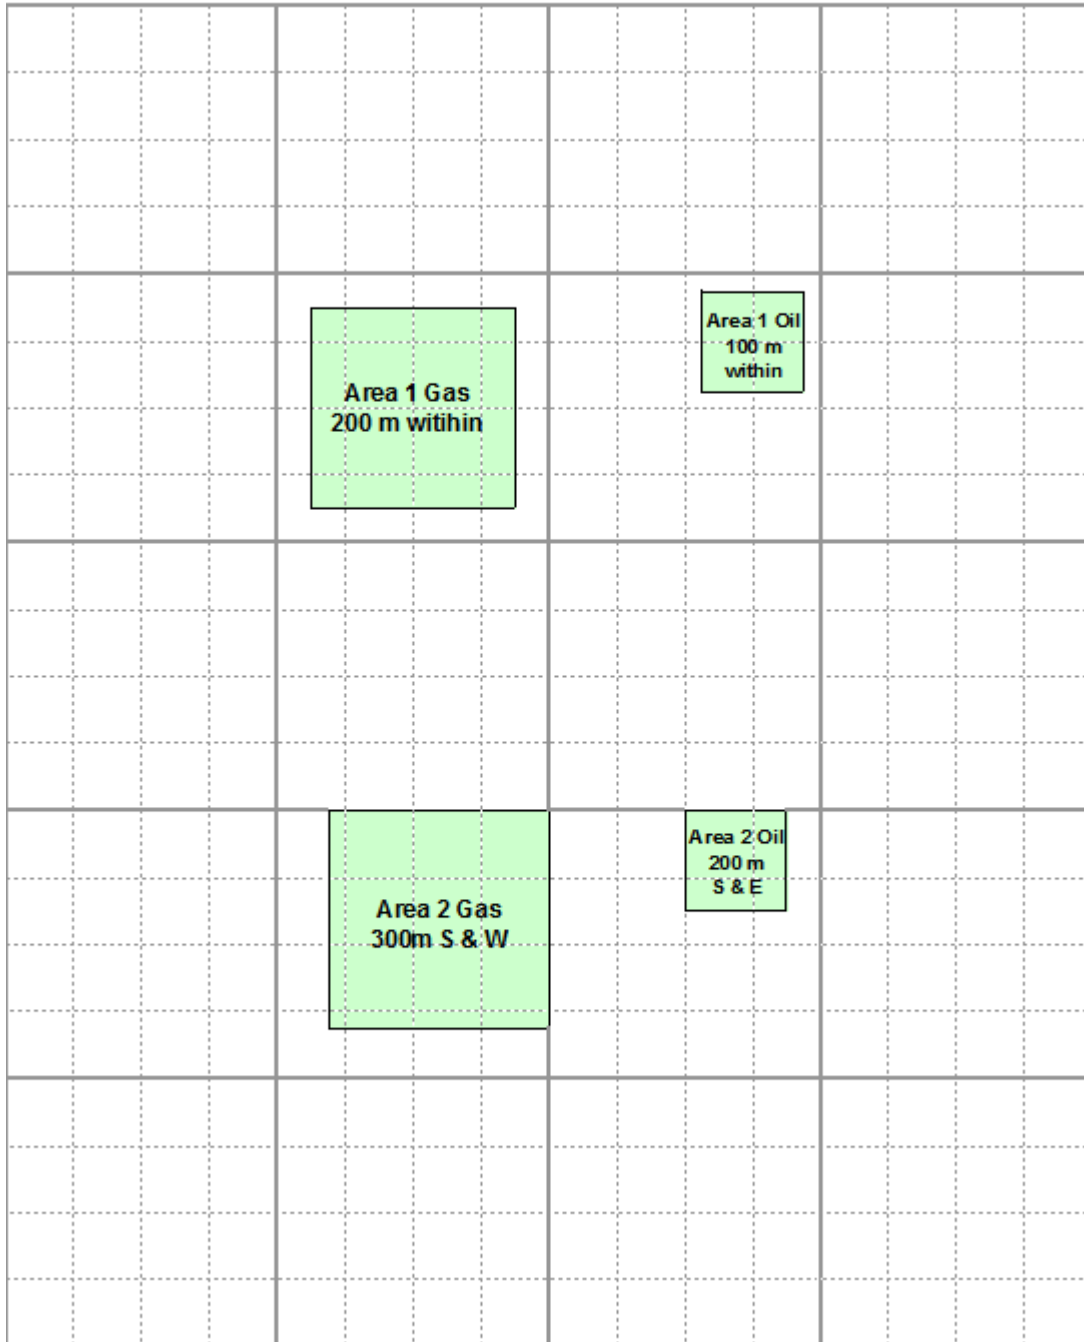 Area 1 Oil
100 m
within
Area 1 Gas
200 m witihin
Area 2 Oil
200 m
S & E
Area 2 Gas
300m S & W